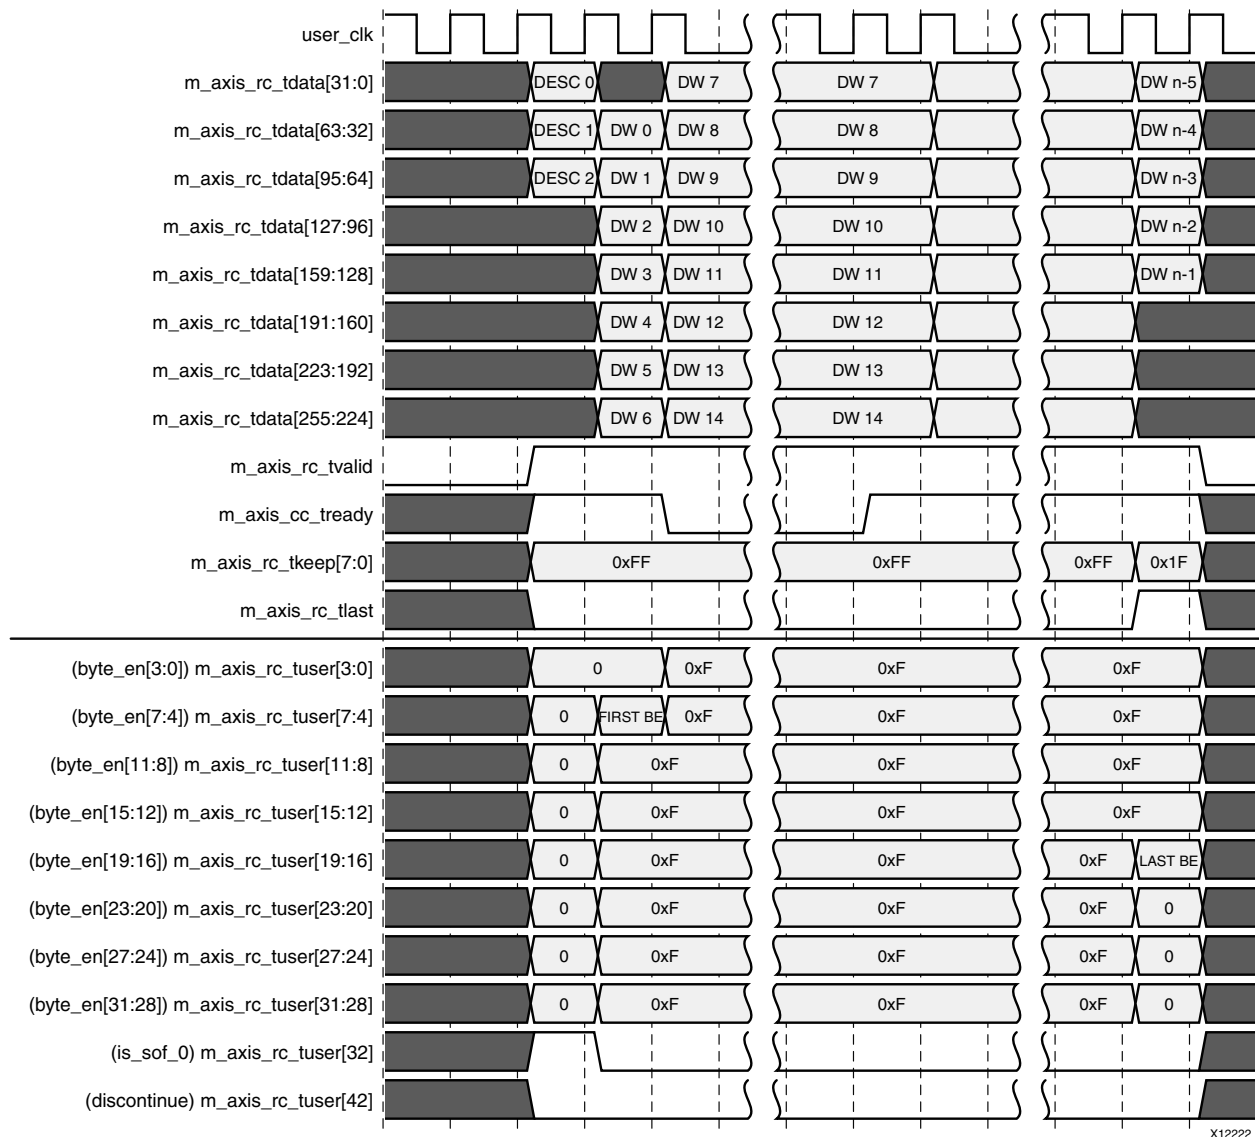 user_clk
m_axis_rc_tdata[31:0] DESC 0 DW 7 DW 7 DW n-5
m_axis_rc_tdata[63:32] DESC 1 DW 0 DW 8 DW 8 DW n-4
m_axis_rc_tdata[95:64] DESC 2 DW 1 DW 9 DW 9 DW n-3
m_axis_rc_tdata[127:96] DW 2 DW 10 DW 10 DW n-2
m_axis_rc_tdata[159:128] DW 3 DW 11 DW 11 DW n-1
m_axis_rc_tdata[191:160] DW 4 DW 12 DW 12
m_axis_rc_tdata[223:192] DW 5 DW 13 DW 13
m_axis_rc_tdata[255:224] DW 6 DW 14 DW 14
m_axis_rc_tvalid
m_axis_cc_tready
m_axis_rc_tkeep[7:0] 0xFF 0xFF 0xFF 0x1F
m_axis_rc_tlast
(byte_en[3:0]) m_axis_rc_tuser[3:0] 0 0xF 0xF 0xF
(byte_en[7:4]) m_axis_rc_tuser[7:4] 0 FIRST BE 0xF 0xF 0xF
(byte_en[11:8]) m_axis_rc_tuser[11:8] 0 0xF 0xF 0xF
(byte_en[15:12]) m_axis_rc_tuser[15:12] 0 0xF 0xF 0xF
(byte_en[19:16]) m_axis_rc_tuser[19:16] 0 0xF 0xF 0xF LAST BE
(byte_en[23:20]) m_axis_rc_tuser[23:20] 0 0xF 0xF 0xF 0
(byte_en[27:24]) m_axis_rc_tuser[27:24] 0 0xF 0xF 0xF 0
(byte_en[31:28]) m_axis_rc_tuser[31:28] 0 0xF 0xF 0xF 0
(is_sof_0) m_axis_rc_tuser[32]
(discontinue) m_axis_rc_tuser[42]
X12222